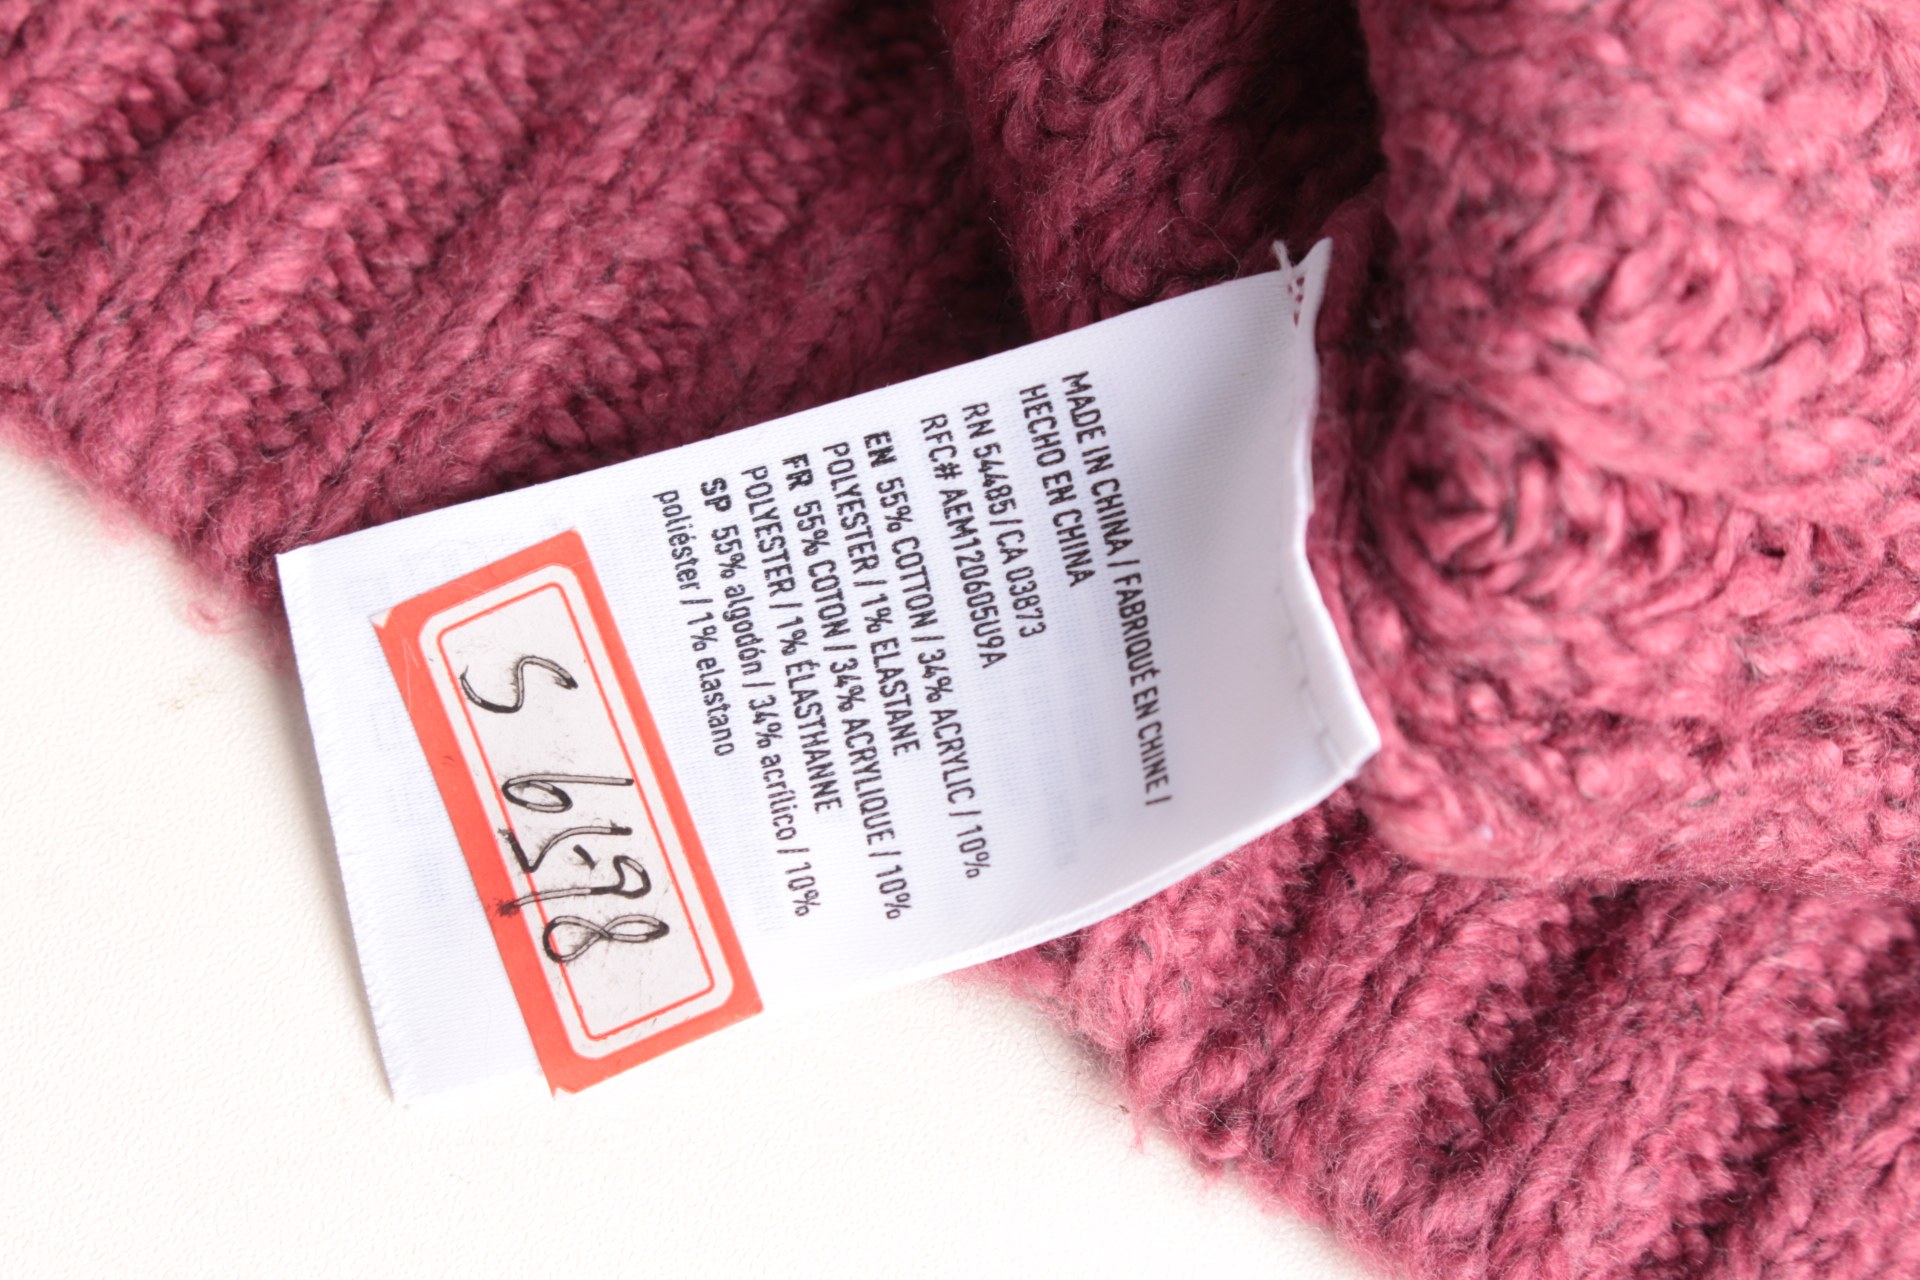 MADE IN CHINA / FABRIQUÉ EN CHINE /
HECHO EN CHINA
RN 54485 / CA 03873
RFC# AEM120605U9A
EN 55% COTTON / 34% ACRYLIC / 10%
POLYESTER / 1% ELASTANE
FR 55% COTON / 34% ACRYLIQUE / 10%
POLYESTER / 1% ÉLASTHANNE
SP 55% algodón / 34% acrílico / 10%
poliéster / 1% elastano
S